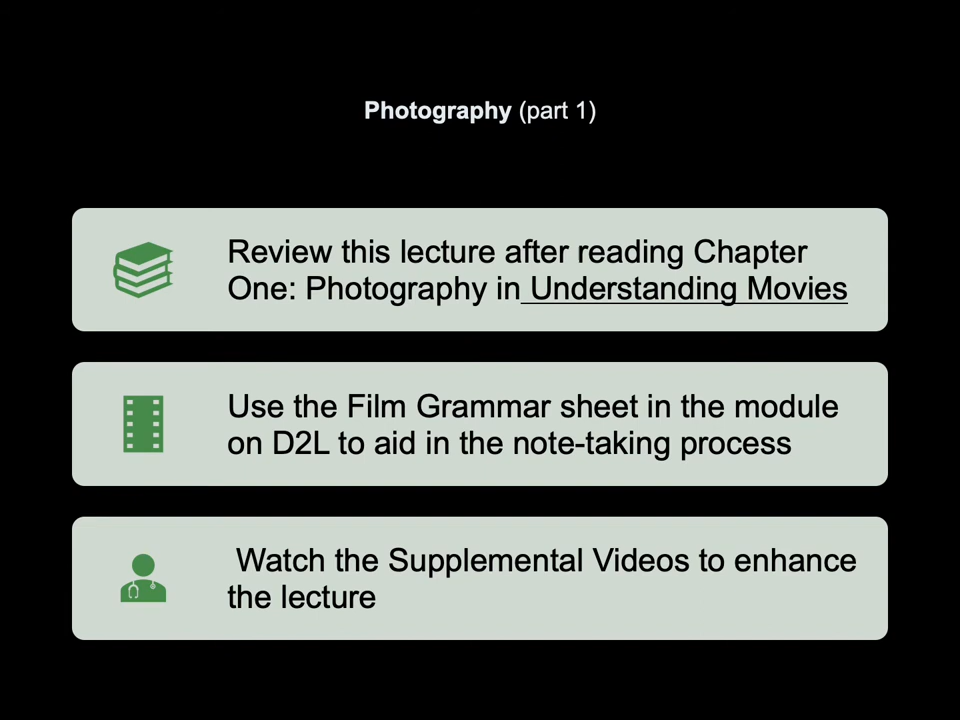 Photography (part 1)
Review this lecture after reading Chapter
One: Photography in Understanding Movies
Use the Film Grammar sheet in the module
on D2L to aid in the note-taking process
Watch the Supplemental Videos to enhance
the lecture